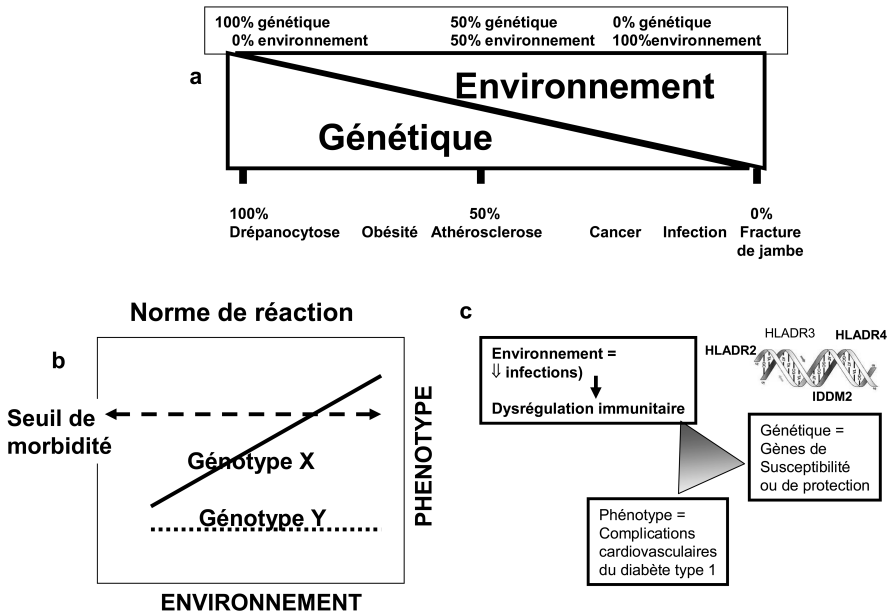 100% génétique 50% génétique 0% génétique
0% environnement 50% environnement 100%environnement
a
Environnement
Génétique
100% 50% 0%
Drépanocytose Obésité Athérosclerose Cancer Infection Fracture
de jambe
Norme de réaction
b
Seuil de
morbidité
Génotype X
Génotype Y
PHENOTYPE
ENVIRONNEMENT
c
Environnement =
⇓ infections)
Dysrégulation immunitaire
HLADR3
HLADR4
HLADR2
IDDM2
Génétique =
Gènes de
Susceptibilité
ou de protection
Phénotype =
Complications
cardiovasculaires
du diabète type 1